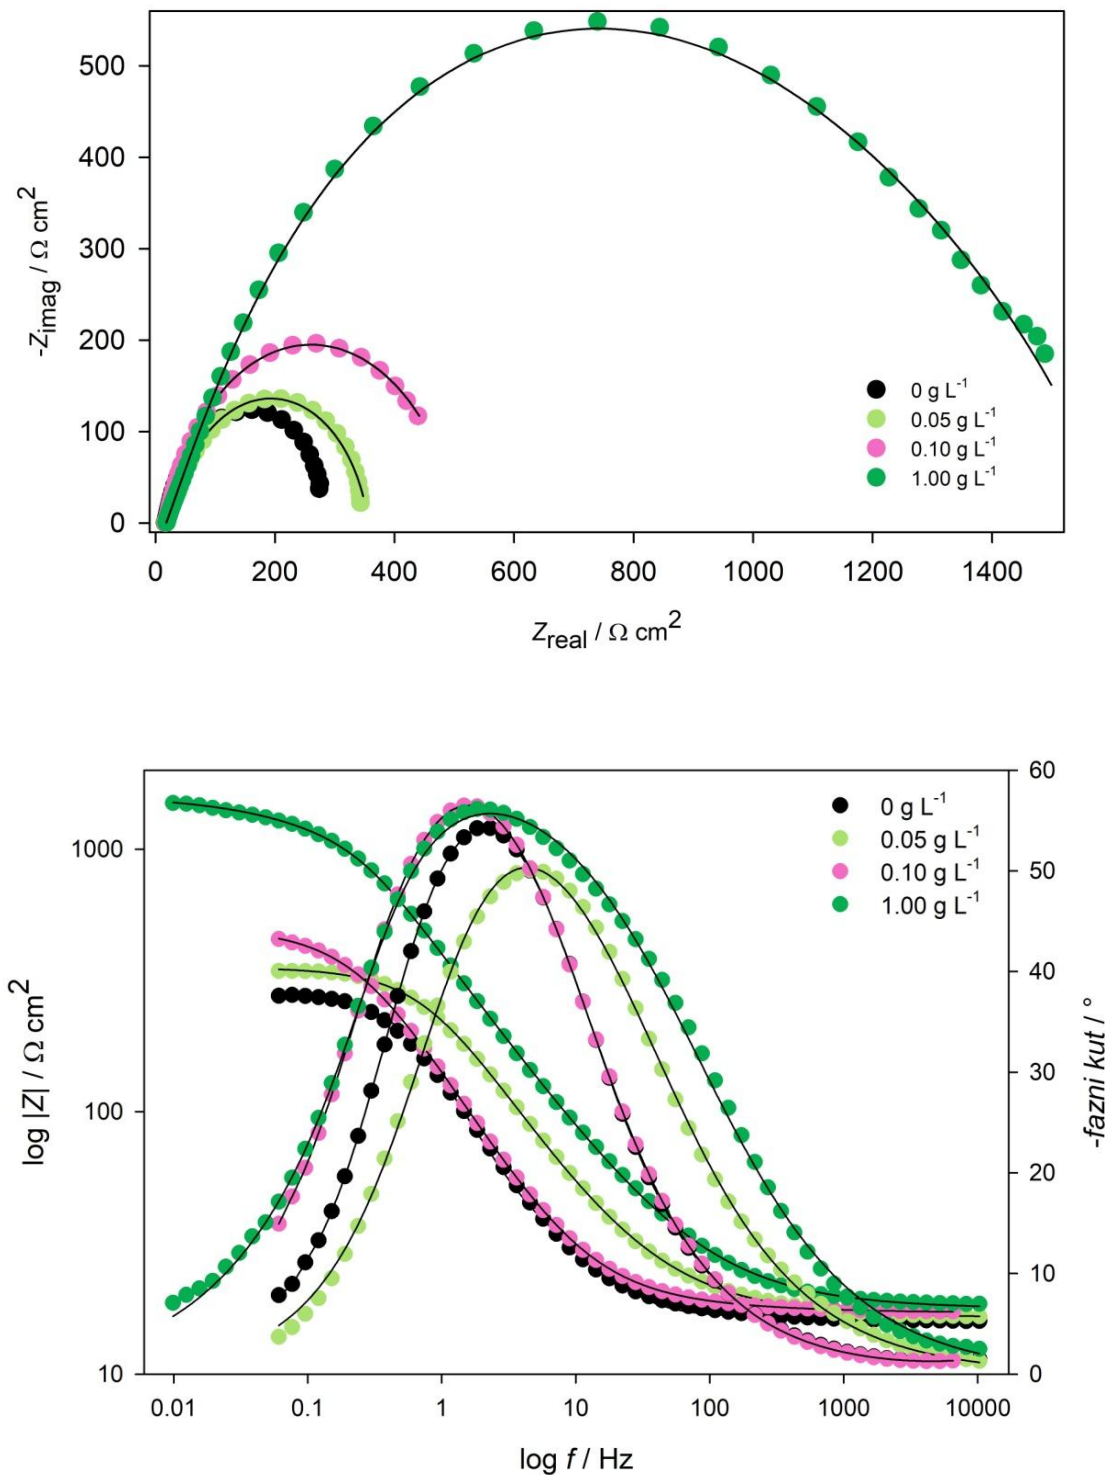 500
400
300
200
100
0
-Zimag / Ω cm²
0 g L⁻¹
0.05 g L⁻¹
0.10 g L⁻¹
1.00 g L⁻¹
0 200 400 600 800 1000 1200 1400
Zreal / Ω cm²
1000
100
10
log |Z| / Ω cm²
0 g L⁻¹
0.05 g L⁻¹
0.10 g L⁻¹
1.00 g L⁻¹
60
50
40
30
20
10
0
-fazni kut / °
0.01 0.1 1 10 100 1000 10000
log f / Hz